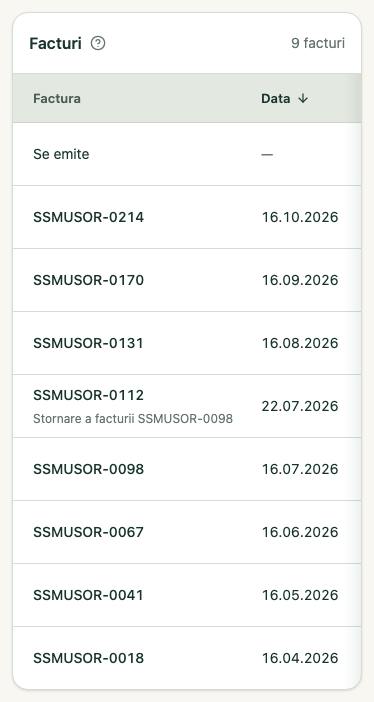 Facturi
9 facturi
Factura Data ↓
Se emite —
SSMUSOR-0214 16.10.2026
SSMUSOR-0170 16.09.2026
SSMUSOR-0131 16.08.2026
SSMUSOR-0112 22.07.2026
Stornare a facturii SSMUSOR-0098
SSMUSOR-0098 16.07.2026
SSMUSOR-0067 16.06.2026
SSMUSOR-0041 16.05.2026
SSMUSOR-0018 16.04.2026